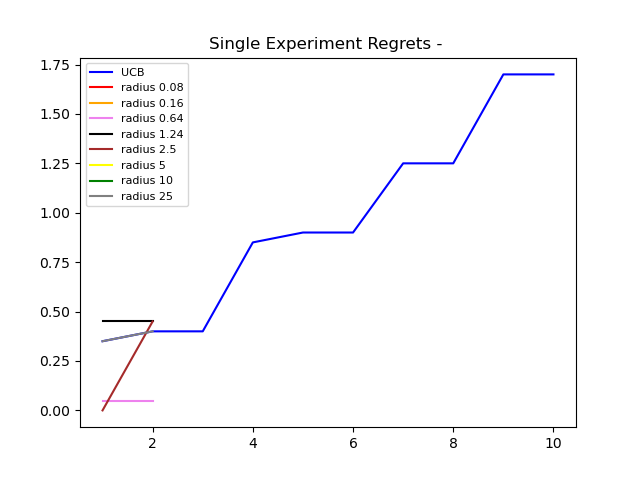 Single Experiment Regrets -
1.75
1.50
1.25
1.00
0.75
0.50
0.25
0.00
UCB
radius 0.08
radius 0.16
radius 0.64
radius 1.24
radius 2.5
radius 5
radius 10
radius 25
2 4 6 8 10